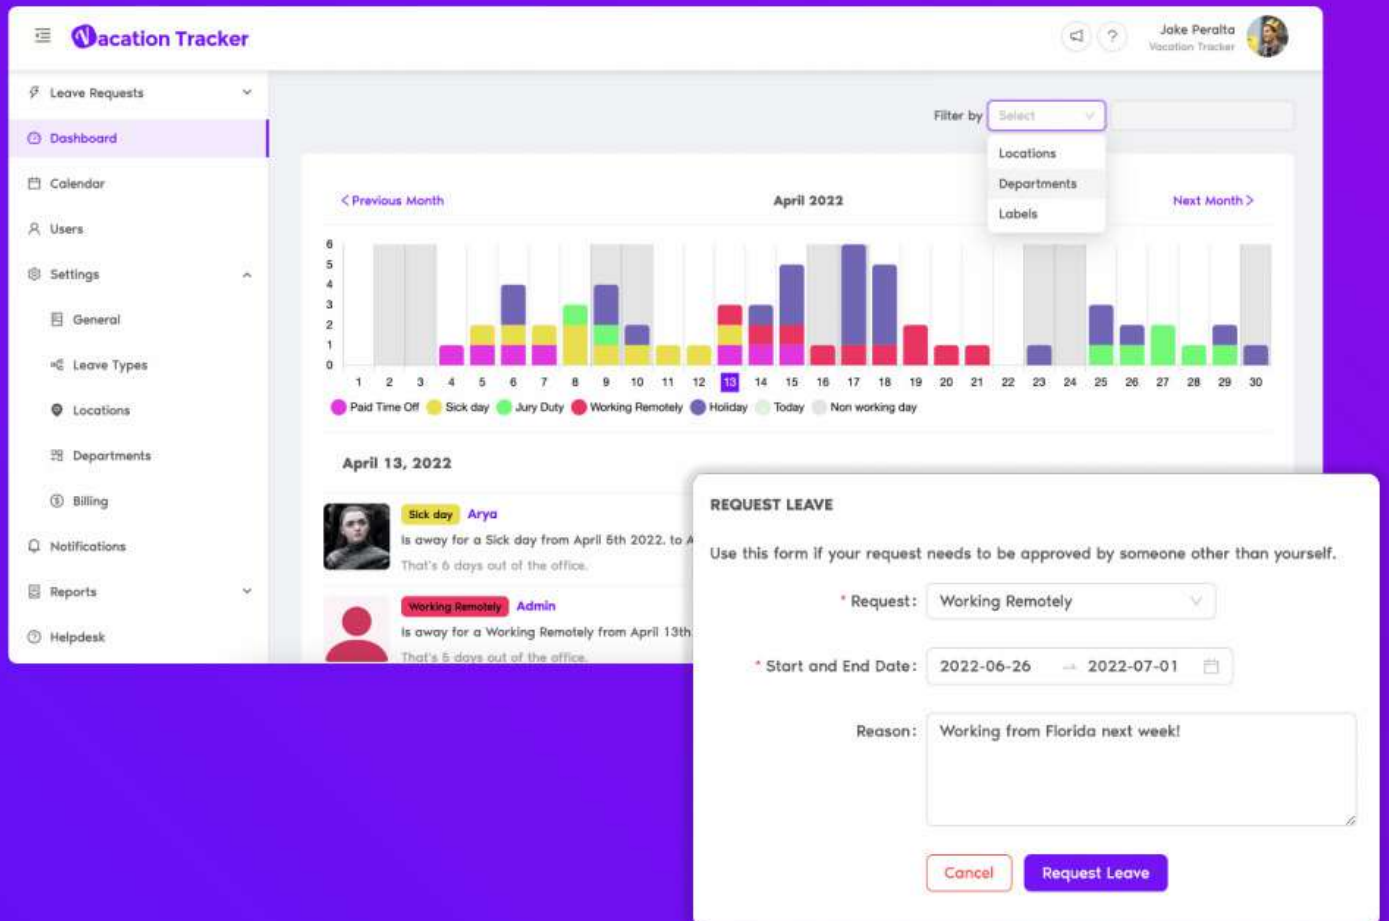 Vacation Tracker
Jake Peralta
Vacation Tracker
Leave Requests
Dashboard
Calendar
Users
Settings
General
Leave Types
Locations
Departments
Billing
Notifications
Reports
Helpdesk
Filter by Select
Locations
Departments
Labels
Previous Month April 2022 Next Month
6
5
4
3
2
1
0
1 2 3 4 5 6 7 8 9 10 11 12 13 14 15 16 17 18 19 20 21 22 23 24 25 26 27 28 29 30
Paid Time Off Sick day Jury Duty Working Remotely Holiday Today Non working day
April 13, 2022
Sick day Arya
Is away for a Sick day from April 6th 2022. to A
That's 6 days out of the office.
Working Remotely Admin
Is away for a Working Remotely from April 13th
That's 5 days out of the office.
REQUEST LEAVE
Use this form if your request needs to be approved by someone other than yourself.
* Request: Working Remotely
* Start and End Date: 2022-06-26 → 2022-07-01
Reason: Working from Florida next week!
Cancel Request Leave